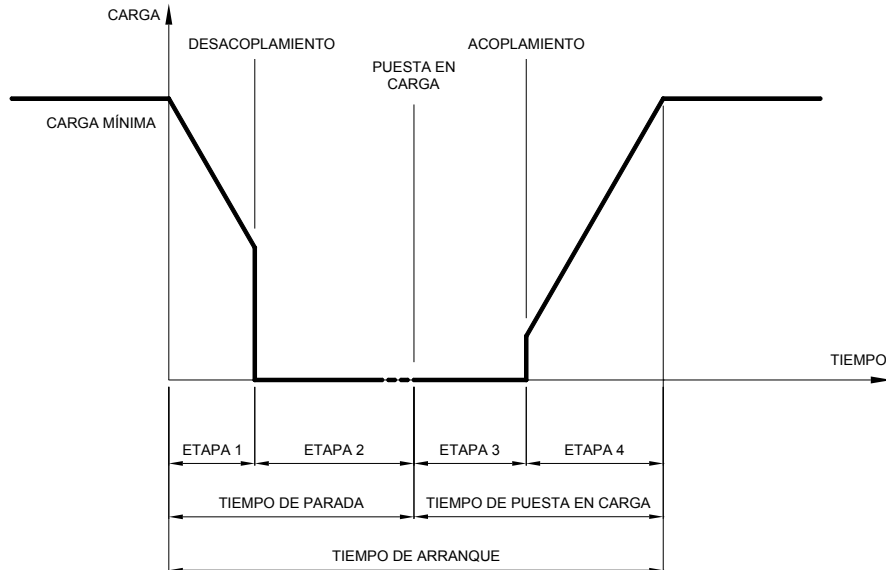 CARGA
DESACOPLAMIENTO
ACOPLAMIENTO
PUESTA EN
CARGA
CARGA MÍNIMA
TIEMPO
ETAPA 1
ETAPA 2
ETAPA 3
ETAPA 4
TIEMPO DE PARADA
TIEMPO DE PUESTA EN CARGA
TIEMPO DE ARRANQUE